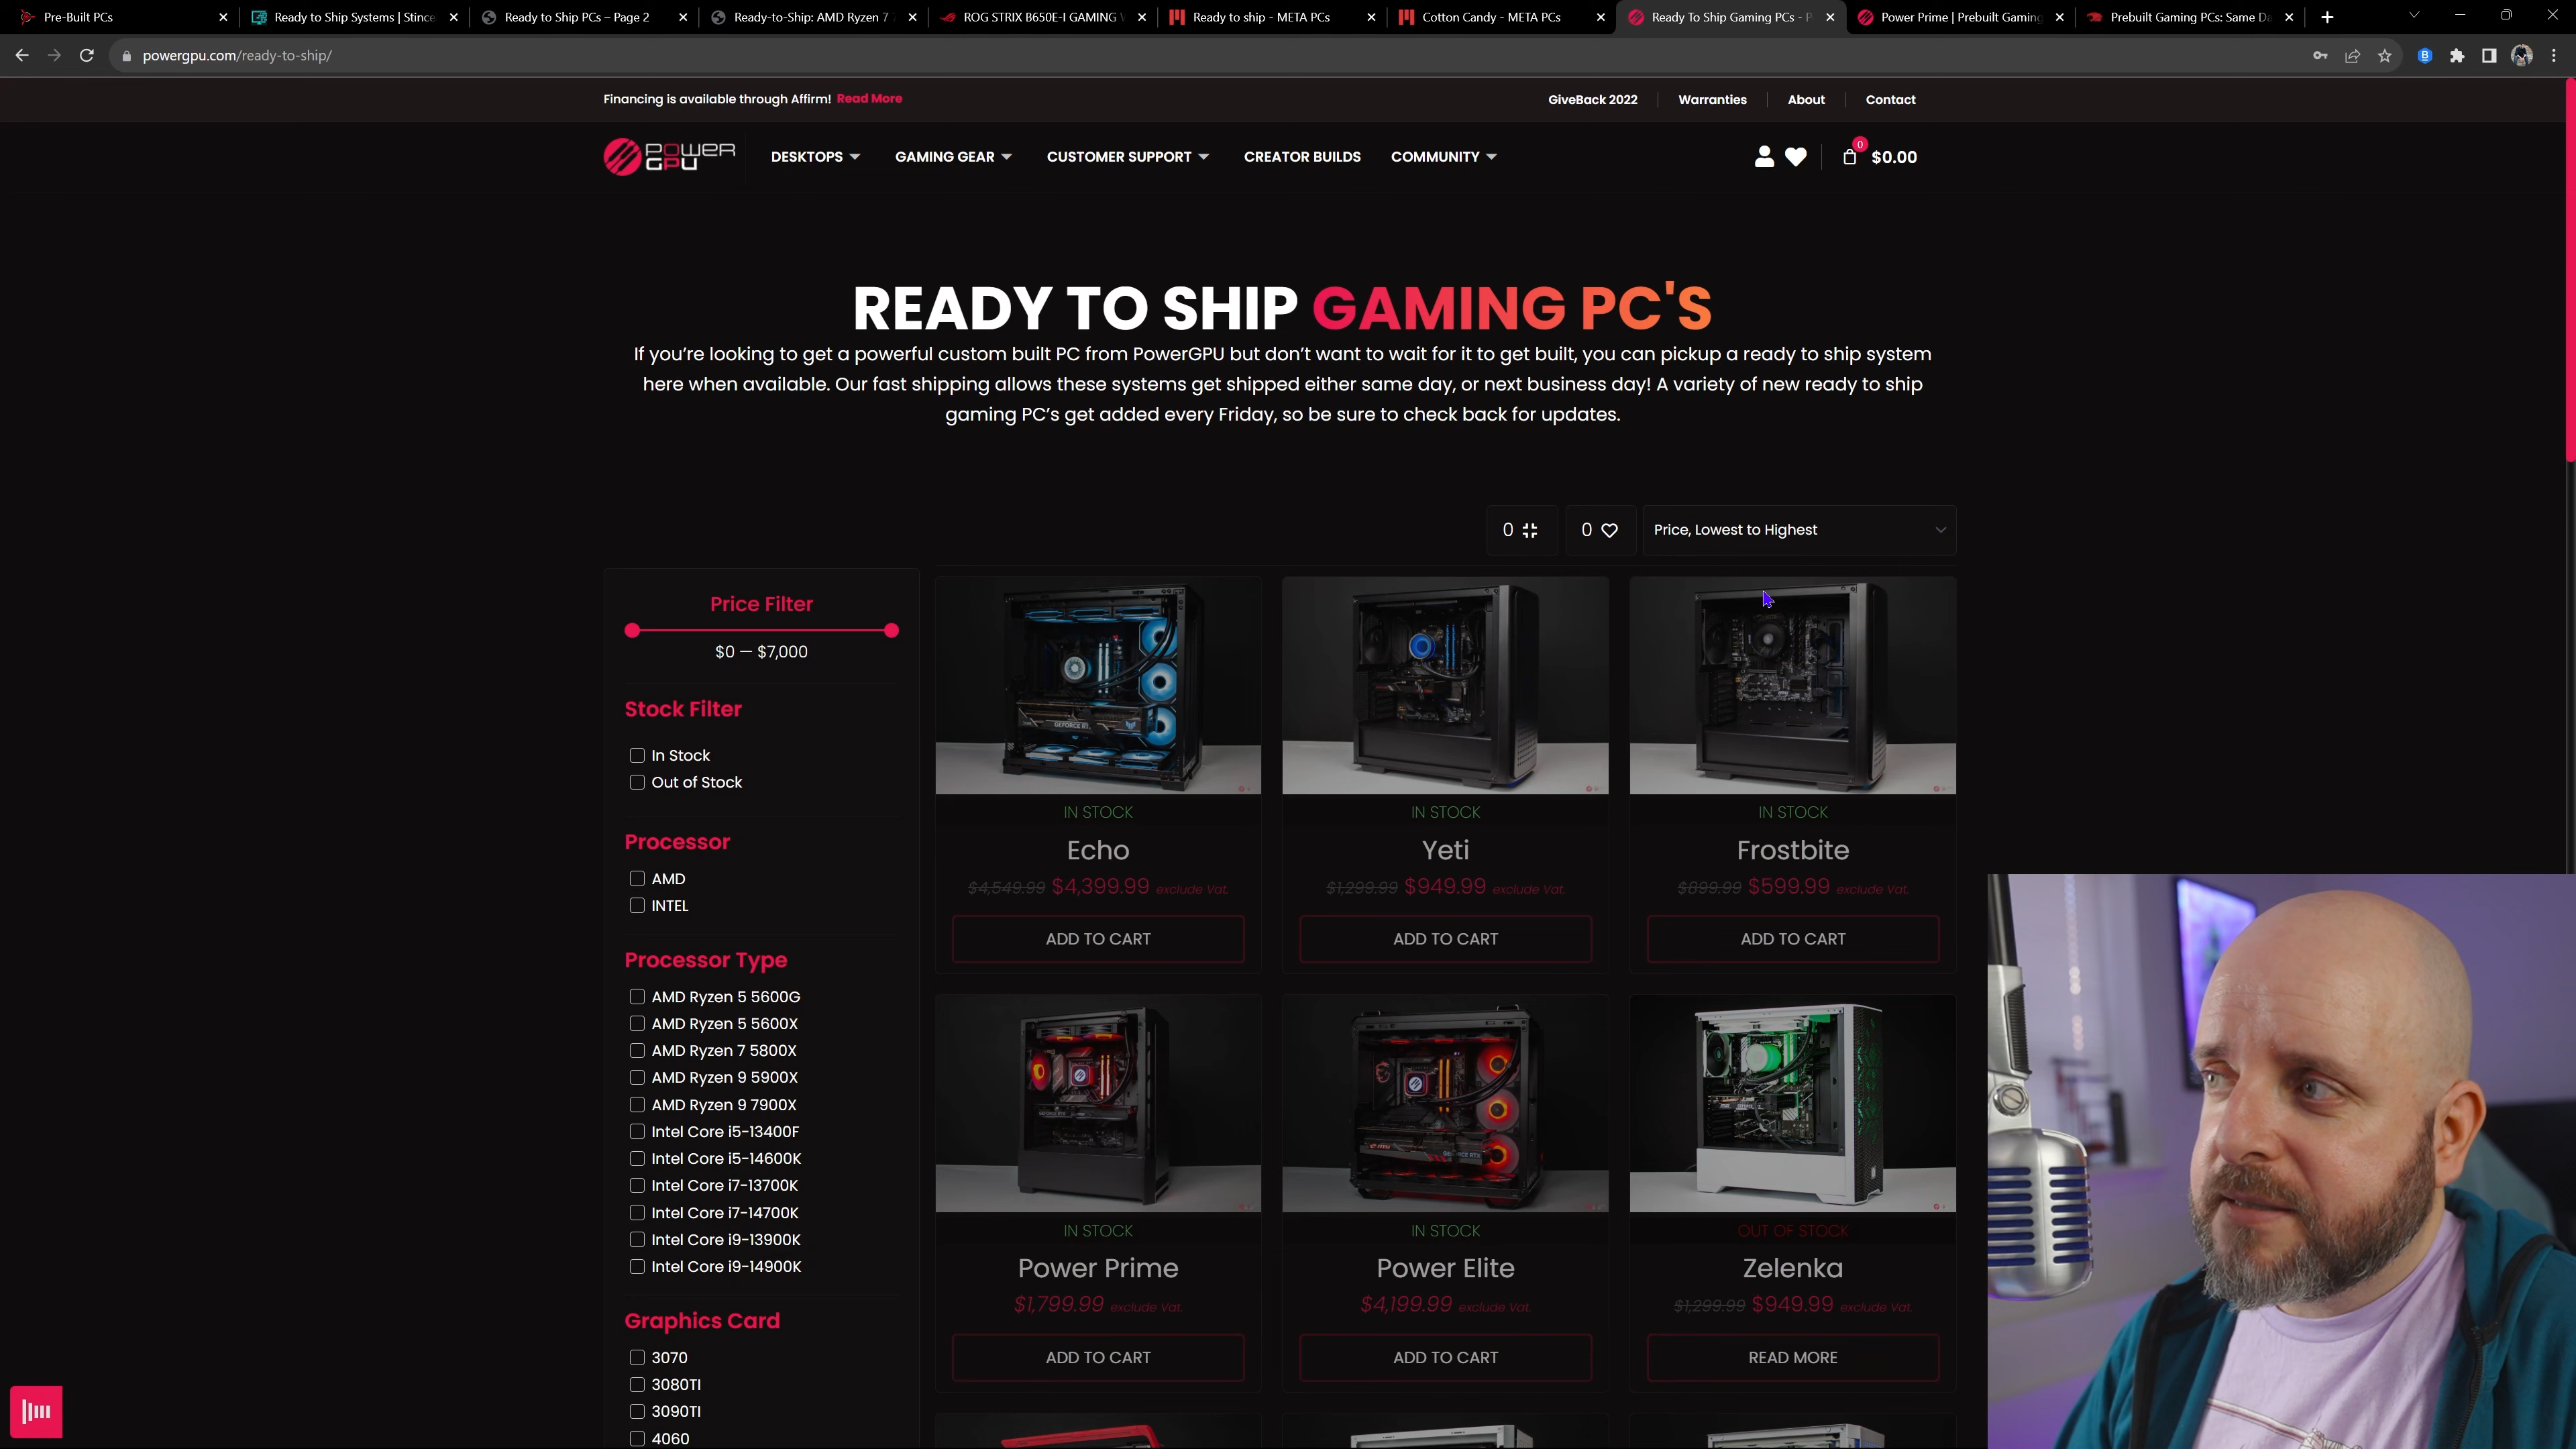 Pre-Built PCs
Ready to Ship Systems | Stince
Ready to Ship PCs – Page 2
Ready-to-Ship: AMD Ryzen 7 7
ROG STRIX B650E-I GAMING
Ready to ship - META PCs
Cotton Candy - META PCs
Ready To Ship Gaming PCs - P
Power Prime | Prebuilt Gaming
Prebuilt Gaming PCs: Same Da
powergpu.com/ready-to-ship/
Financing is available through Affirm! Read More
GiveBack 2022
Warranties
About
Contact
POWER GPU
DESKTOPS
GAMING GEAR
CUSTOMER SUPPORT
CREATOR BUILDS
COMMUNITY
0
$0.00
READY TO SHIP GAMING PC'S
If you’re looking to get a powerful custom built PC from PowerGPU but don’t want to wait for it to get built, you can pickup a ready to ship system
here when available. Our fast shipping allows these systems get shipped either same day, or next business day! A variety of new ready to ship
gaming PC’s get added every Friday, so be sure to check back for updates.
0
0
Price, Lowest to Highest
Price Filter
$0 — $7,000
Stock Filter
In Stock
Out of Stock
Processor
AMD
INTEL
Processor Type
AMD Ryzen 5 5600G
AMD Ryzen 5 5600X
AMD Ryzen 7 5800X
AMD Ryzen 9 5900X
AMD Ryzen 9 7900X
Intel Core i5-13400F
Intel Core i5-14600K
Intel Core i7-13700K
Intel Core i7-14700K
Intel Core i9-13900K
Intel Core i9-14900K
Graphics Card
3070
3080TI
3090TI
4060
GEFORCE RTX
IN STOCK
Echo
$4,549.99 $4,399.99 exclude Vat.
ADD TO CART
IN STOCK
Yeti
$1,299.99 $949.99 exclude Vat.
ADD TO CART
IN STOCK
Frostbite
$899.99 $599.99 exclude Vat.
ADD TO CART
IN STOCK
Power Prime
$1,799.99 exclude Vat.
ADD TO CART
GEFORCE RTX
IN STOCK
Power Elite
$4,199.99 exclude Vat.
ADD TO CART
OUT OF STOCK
Zelenka
$1,299.99 $949.99 exclude Vat.
READ MORE